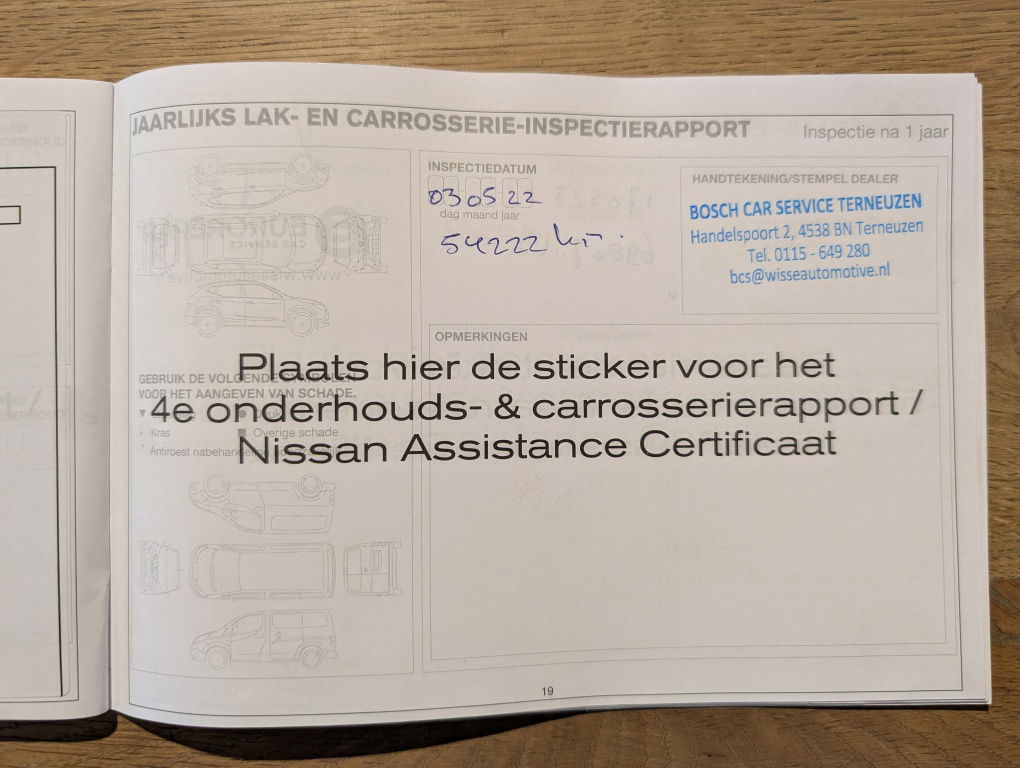 JAARLIJKS LAK- EN CARROSSERIE-INSPECTIERAPPORT
Inspectie na 1 jaar
INSPECTIEDATUM
03 05 22
dag maand jaar
54222 km.
HANDTEKENING/STEMPEL DEALER
BOSCH CAR SERVICE TERNEUZEN
Handelspoort 2, 4538 BN Terneuzen
Tel. 0115 - 649 280
bcs@wisseautomotive.nl
OPMERKINGEN
Plaats hier de sticker voor het
4e onderhouds- & carrosserierapport /
Nissan Assistance Certificaat
GEBRUIK DE VOLGENDE
VOOR HET AANGEVEN VAN SCHADE.
+ Kras
Overige schade
Antiroest
19